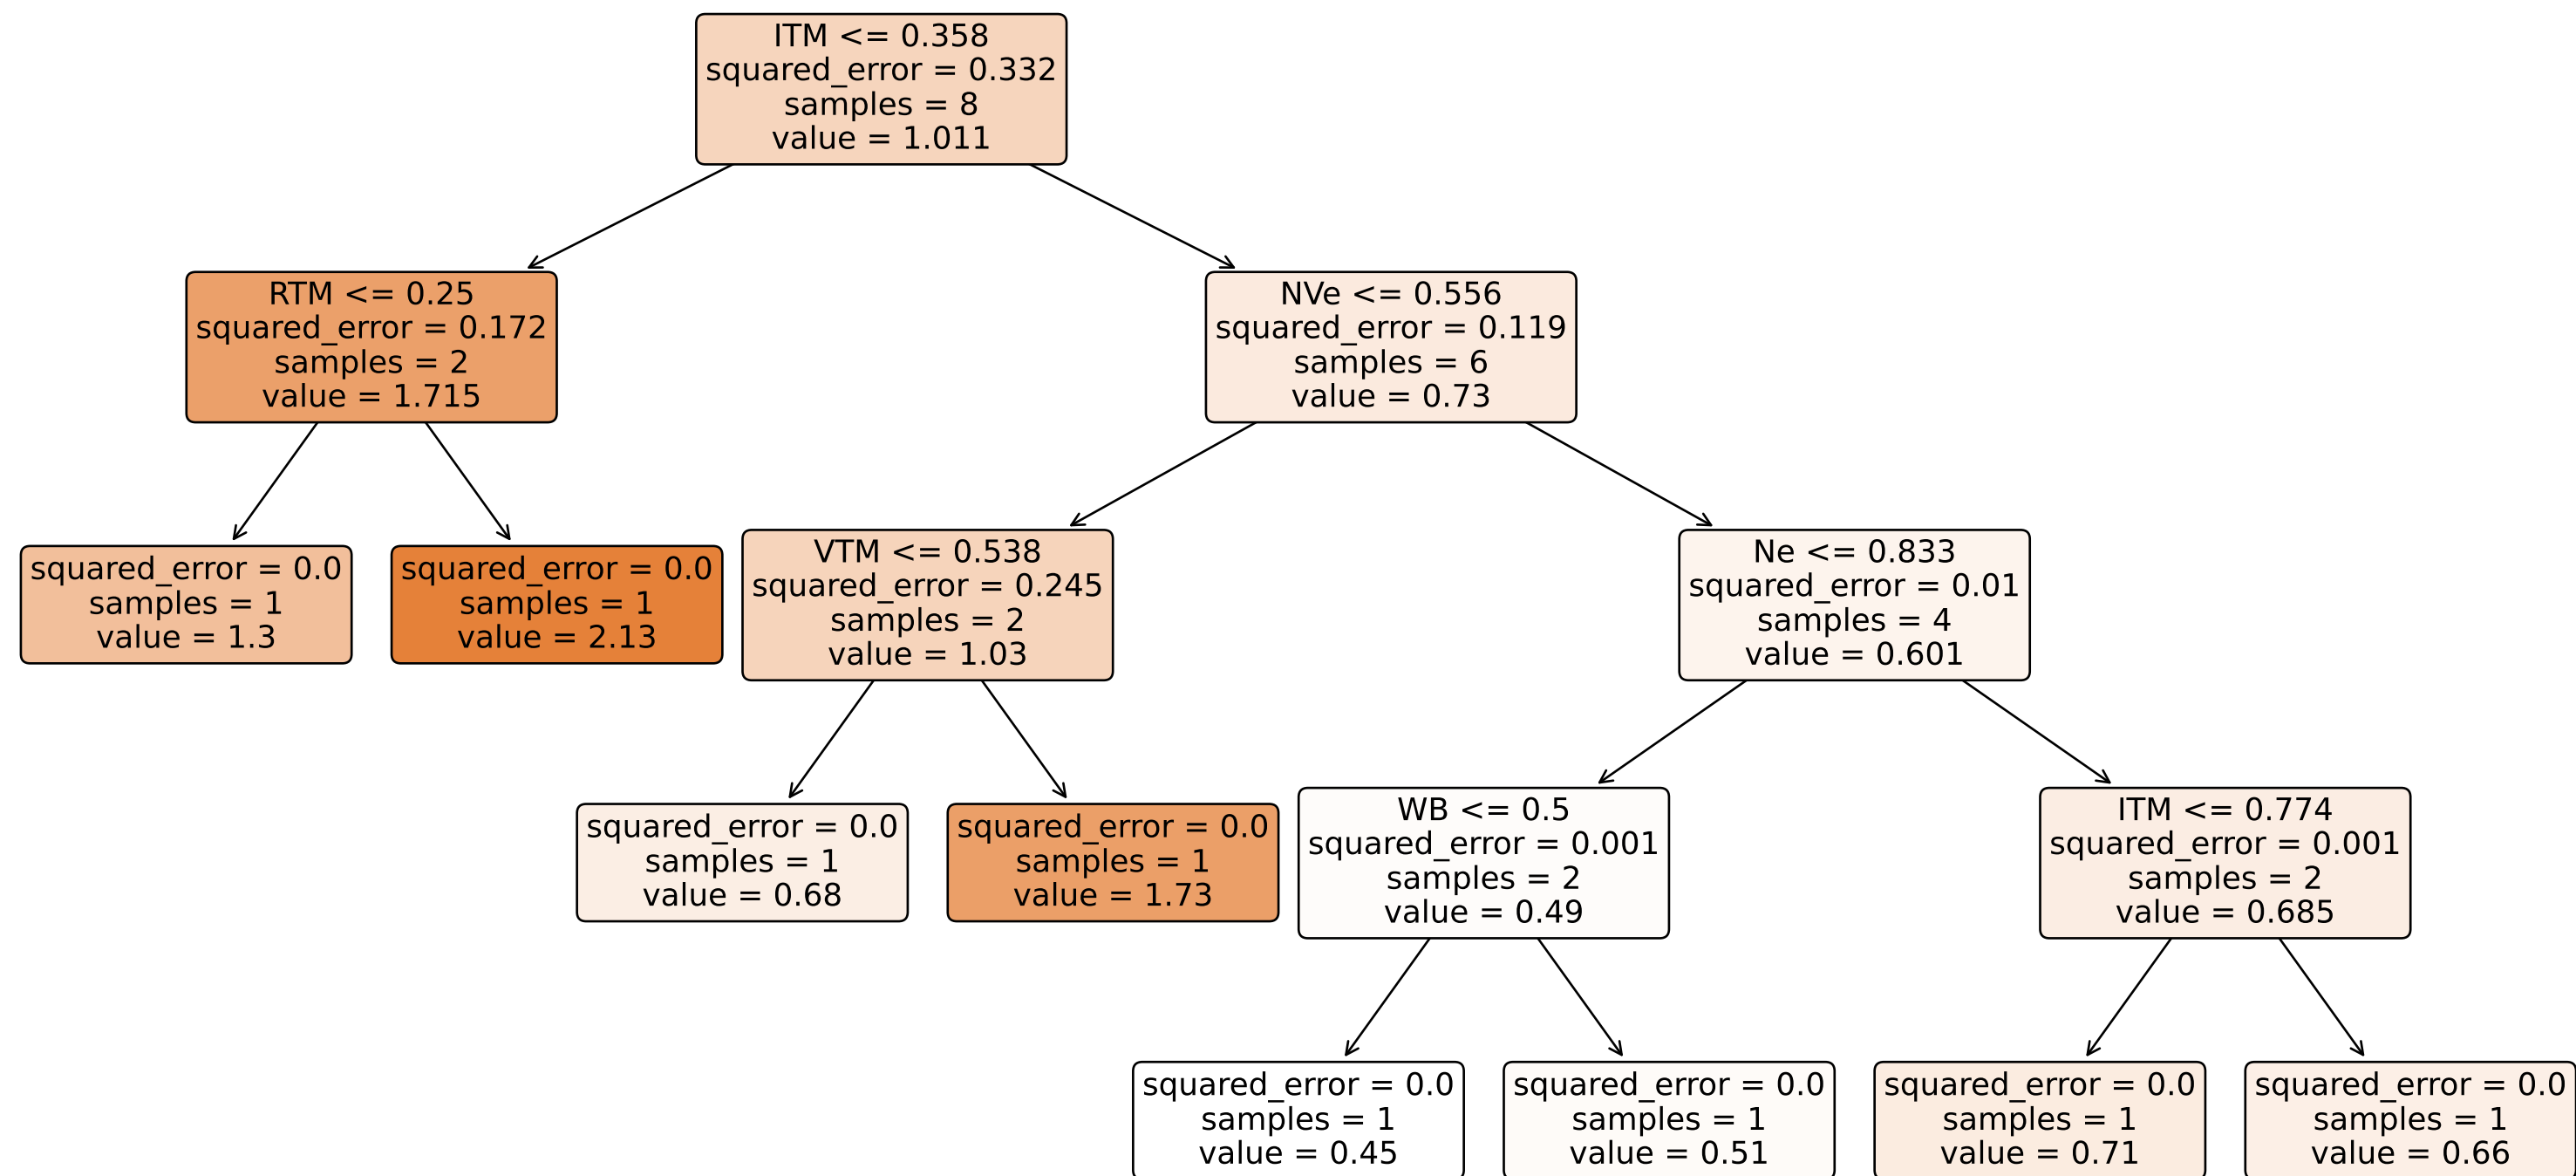 ITM <= 0.358
squared_error = 0.332
samples = 8
value = 1.011
RTM <= 0.25
squared_error = 0.172
samples = 2
value = 1.715
NVe <= 0.556
squared_error = 0.119
samples = 6
value = 0.73
squared_error = 0.0
samples = 1
value = 1.3
squared_error = 0.0
samples = 1
value = 2.13
VTM <= 0.538
squared_error = 0.245
samples = 2
value = 1.03
Ne <= 0.833
squared_error = 0.01
samples = 4
value = 0.601
squared_error = 0.0
samples = 1
value = 0.68
squared_error = 0.0
samples = 1
value = 1.73
WB <= 0.5
squared_error = 0.001
samples = 2
value = 0.49
ITM <= 0.774
squared_error = 0.001
samples = 2
value = 0.685
squared_error = 0.0
samples = 1
value = 0.45
squared_error = 0.0
samples = 1
value = 0.51
squared_error = 0.0
samples = 1
value = 0.71
squared_error = 0.0
samples = 1
value = 0.66